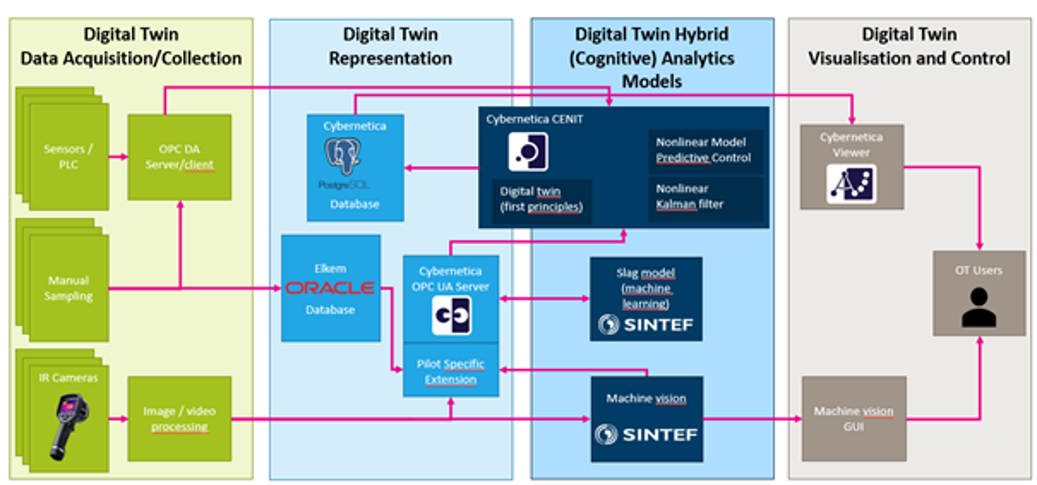 Digital Twin
Data Acquisition/Collection
Digital Twin
Representation
Digital Twin Hybrid
(Cognitive) Analytics
Models
Digital Twin
Visualisation and Control
Sensors /
PLC
OPC DA
Server/client
Manual
Sampling
IR Cameras
Image / video
processing
Cybernetica
PostgreSQL
Database
Elkem
ORACLE
Database
Cybernetica
OPC UA Server
Pilot Specific
Extension
Cybernetica CENIT
Nonlinear Model
Predictive Control
Digital twin
(first principles)
Nonlinear
Kalman filter
Slag model
(machine
learning)
SINTEF
Machine vision
SINTEF
Cybernetica
Viewer
OT Users
Machine vision
GUI